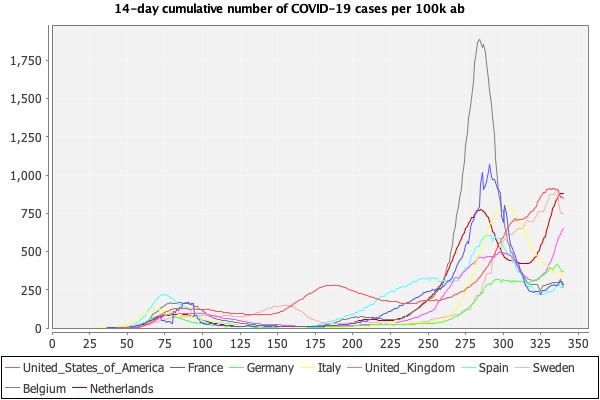 14-day cumulative number of COVID-19 cases per 100k ab
1,750
1,500
1,250
1,000
750
500
250
0
0 25 50 75 100 125 150 175 200 225 250 275 300 325 350
United_States_of_America France Germany Italy United_Kingdom Spain Sweden
Belgium Netherlands